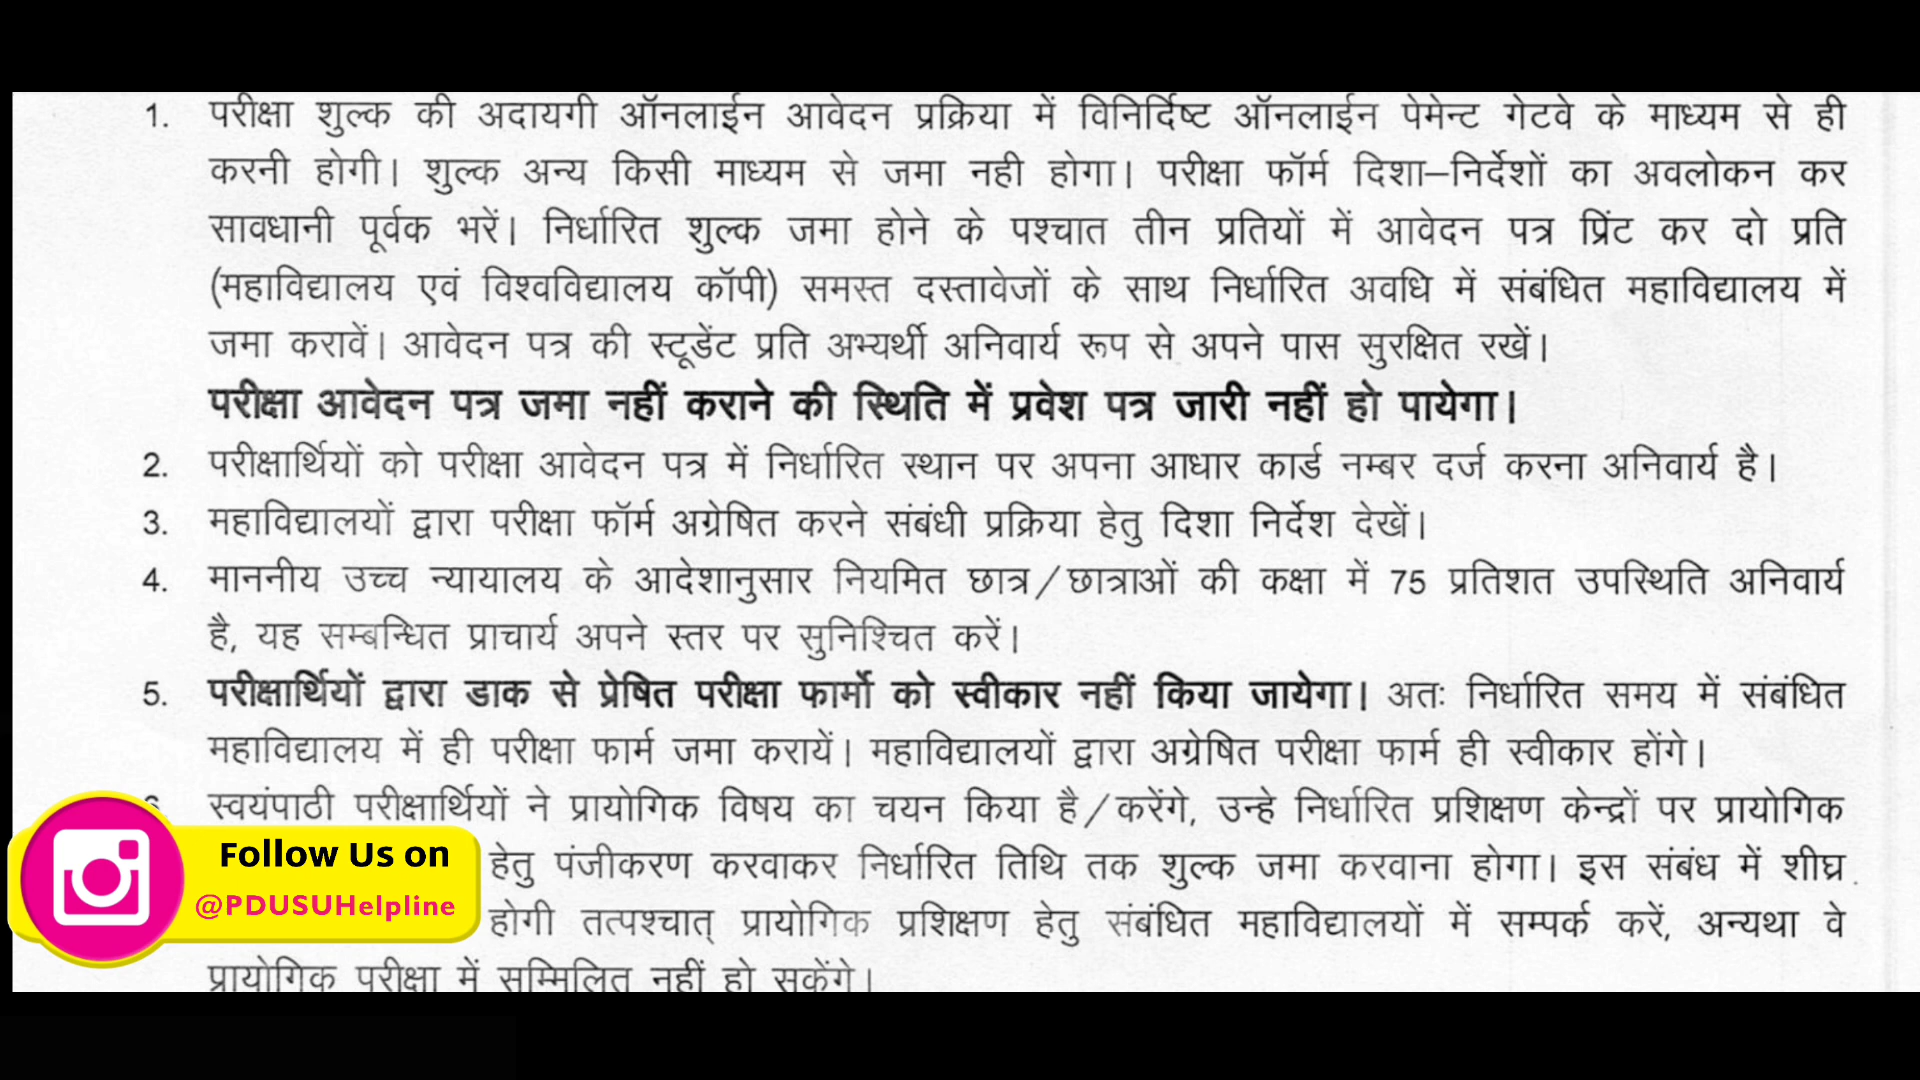 1. परीक्षा शुल्क की अदायगी ऑनलाईन आवेदन प्रक्रिया में विनिर्दिष्ट ऑनलाईन पेमेन्ट गेटवे के माध्यम से ही
करनी होगी। शुल्क अन्य किसी माध्यम से जमा नही होगा। परीक्षा फॉर्म दिशा–निर्देशों का अवलोकन कर
सावधानी पूर्वक भरें। निर्धारित शुल्क जमा होने के पश्चात तीन प्रतियों में आवेदन पत्र प्रिंट कर दो प्रति
(महाविद्यालय एवं विश्वविद्यालय कॉपी) समस्त दस्तावेजों के साथ निर्धारित अवधि में संबंधित महाविद्यालय में
जमा करावें। आवेदन पत्र की स्टूडेंट प्रति अभ्यर्थी अनिवार्य रूप से अपने पास सुरक्षित रखें।
परीक्षा आवेदन पत्र जमा नहीं कराने की स्थिति में प्रवेश पत्र जारी नहीं हो पायेगा।
2. परीक्षार्थियों को परीक्षा आवेदन पत्र में निर्धारित स्थान पर अपना आधार कार्ड नम्बर दर्ज करना अनिवार्य है।
3. महाविद्यालयों द्वारा परीक्षा फॉर्म अग्रेषित करने संबंधी प्रक्रिया हेतु दिशा निर्देश देखें।
4. माननीय उच्च न्यायालय के आदेशानुसार नियमित छात्र/छात्राओं की कक्षा में 75 प्रतिशत उपस्थिति अनिवार्य
है, यह सम्बन्धित प्राचार्य अपने स्तर पर सुनिश्चित करें।
5. परीक्षार्थियों द्वारा डाक से प्रेषित परीक्षा फार्मो को स्वीकार नहीं किया जायेगा। अतः निर्धारित समय में संबंधित
महाविद्यालय में ही परीक्षा फार्म जमा करायें। महाविद्यालयों द्वारा अग्रेषित परीक्षा फार्म ही स्वीकार होंगे।
स्वयंपाठी परीक्षार्थियों ने प्रायोगिक विषय का चयन किया है/करेंगे, उन्हे निर्धारित प्रशिक्षण केन्द्रों पर प्रायोगिक
हेतु पंजीकरण करवाकर निर्धारित तिथि तक शुल्क जमा करवाना होगा। इस संबंध में शीघ्र
होगी तत्पश्चात् प्रायोगिक प्रशिक्षण हेतु संबंधित महाविद्यालयों में सम्पर्क करें, अन्यथा वे
प्रायोगिक परीक्षा में सम्मिलित नहीं हो सकेंगे।
Follow Us on
@PDUSUHelpline